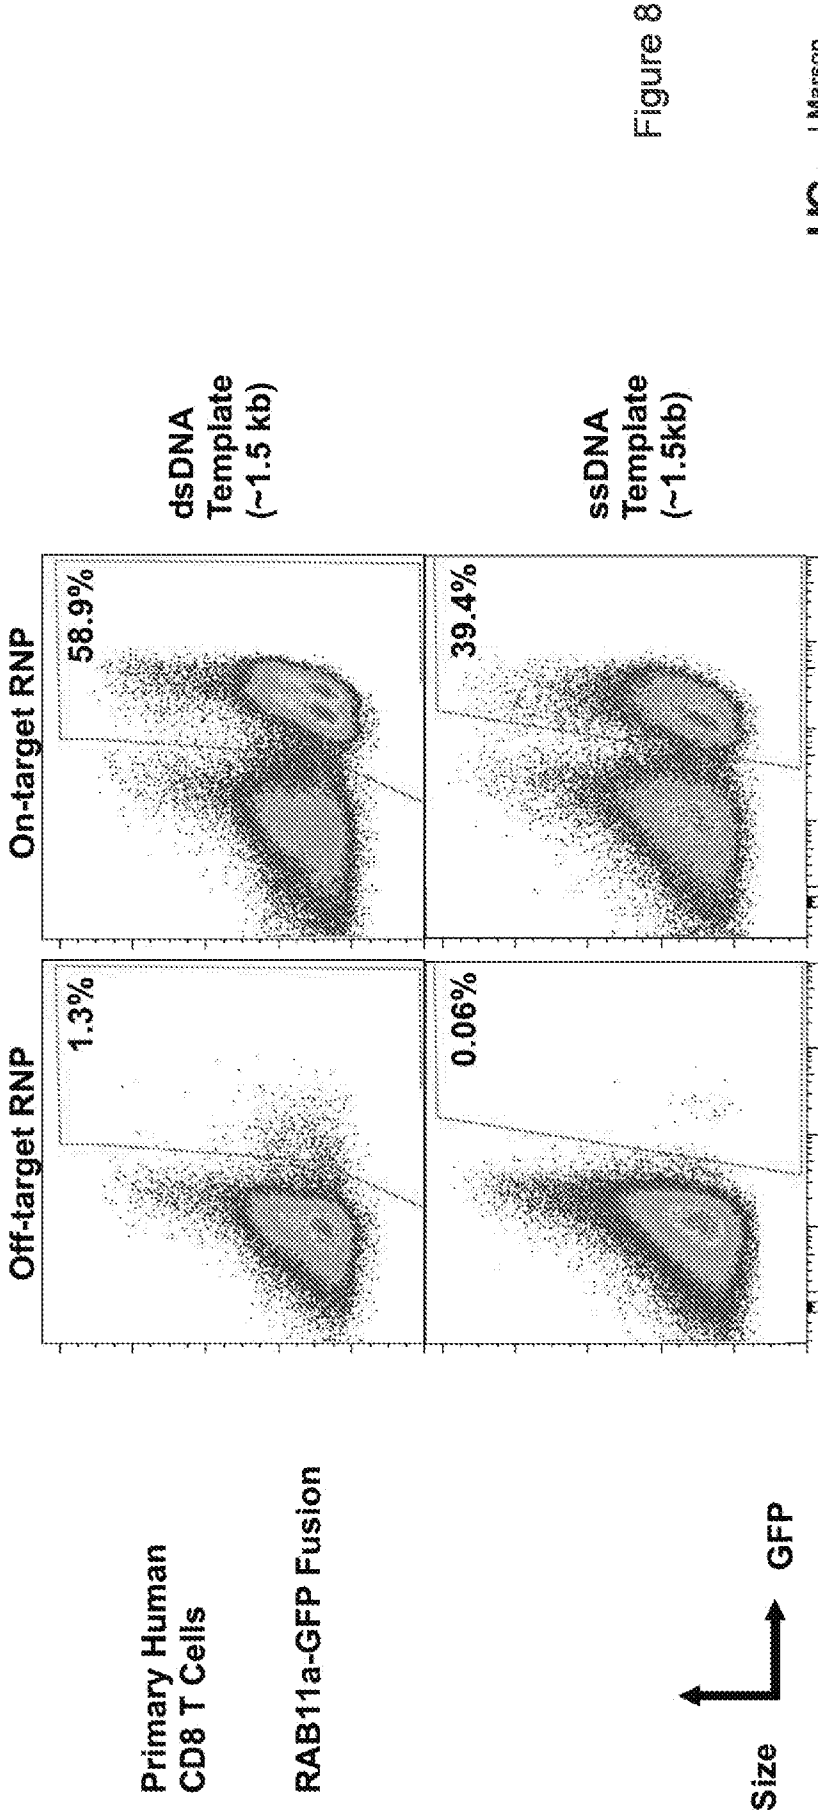 Primary Human
CD8 T Cells
RAB11a-GFP Fusion
Off-target RNP
On-target RNP
1.3%
58.9%
dsDNA
Template
(~1.5 kb)
0.06%
39.4%
ssDNA
Template
(~1.5kb)
Size
GFP
Figure 8